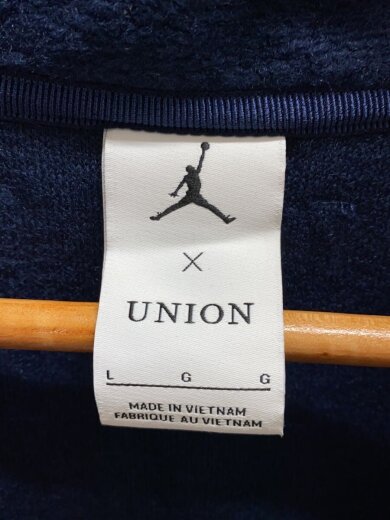 ×
UNION
L G G
MADE IN VIETNAM
FABRIQUE AU VIETNAM